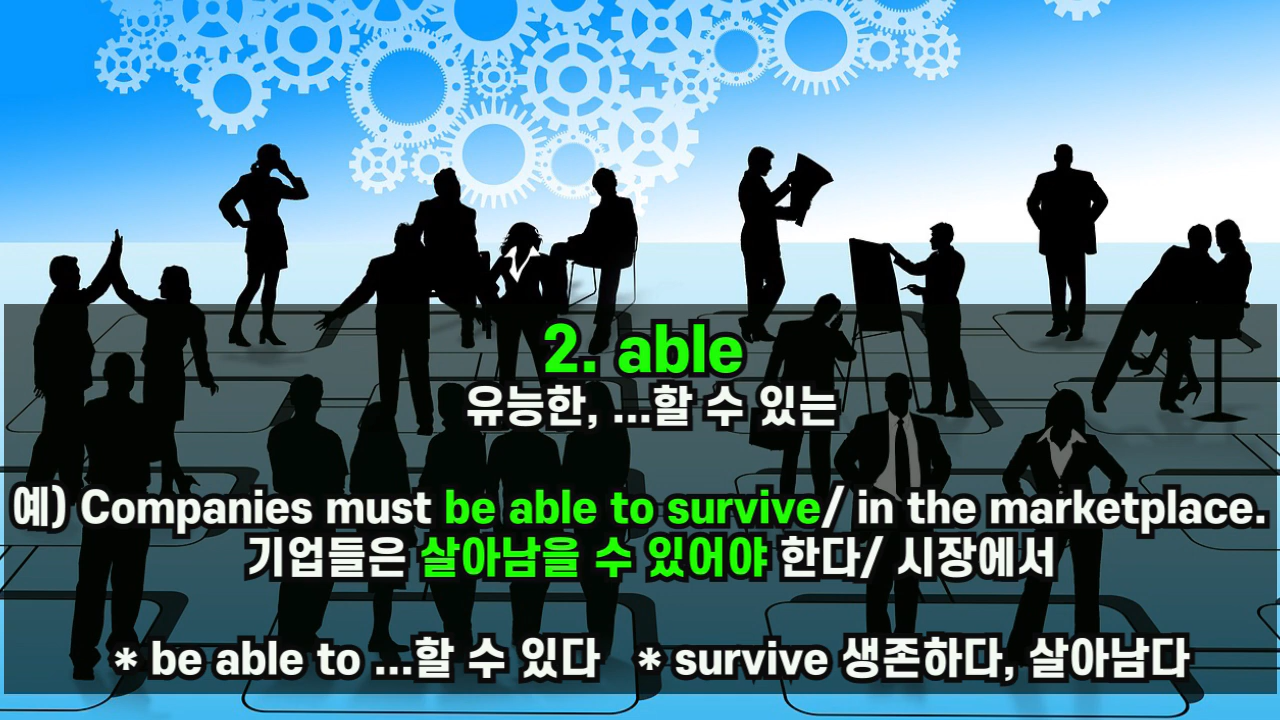 2. able
유능한, ...할 수 있는
예) Companies must be able to survive/ in the marketplace.
기업들은 살아남을 수 있어야 한다/ 시장에서
* be able to ...할 수 있다 * survive 생존하다, 살아남다